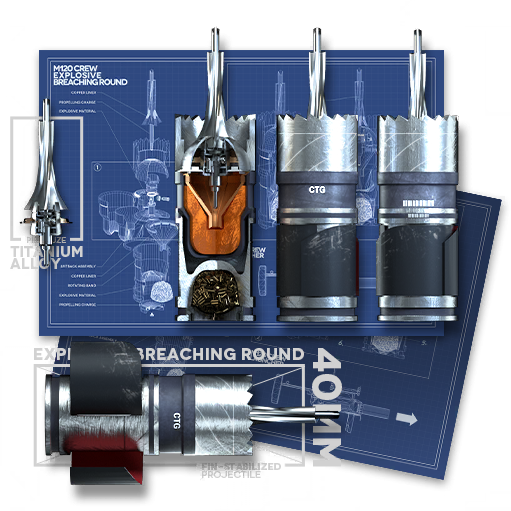 M120 CREW
EXPLOSIVE
BREACHING ROUND
COPPER LINER
PROPELLING CHARGE
EXPLOSIVE MATERIAL
1
CTG
TITANIUM
ALLOY
COPPER LINER
ROTATING BAND
EXPLOSIVE MATERIAL
PROPELLING CHARGE
BREACHING ROUND
40MM
CTG
FIN-STABILIZED
PROJECTILE